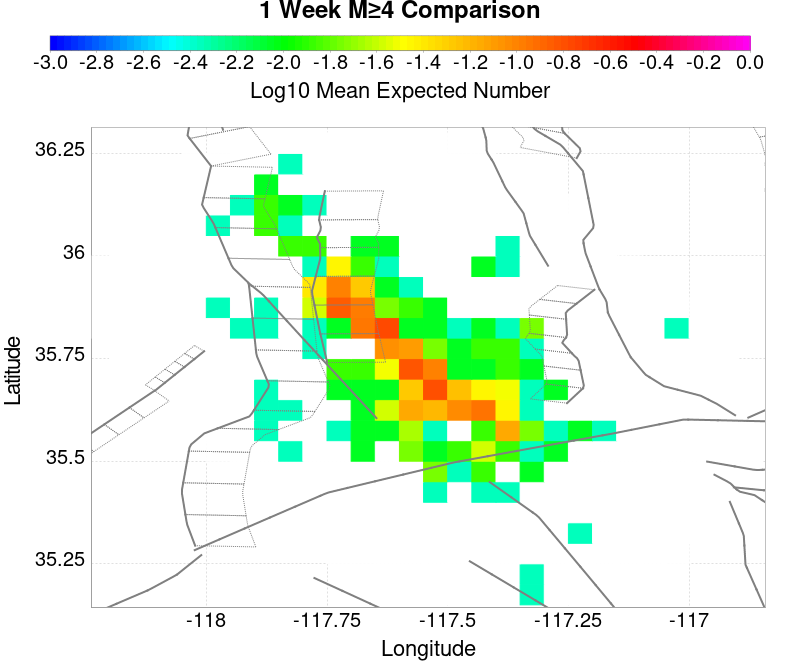 1 Week M≥4 Comparison
-3.0 -2.8 -2.6 -2.4 -2.2 -2.0 -1.8 -1.6 -1.4 -1.2 -1.0 -0.8 -0.6 -0.4 -0.2 0.0
Log10 Mean Expected Number
36.25
36
35.75
35.5
35.25
Latitude
-118 -117.75 -117.5 -117.25 -117
Longitude